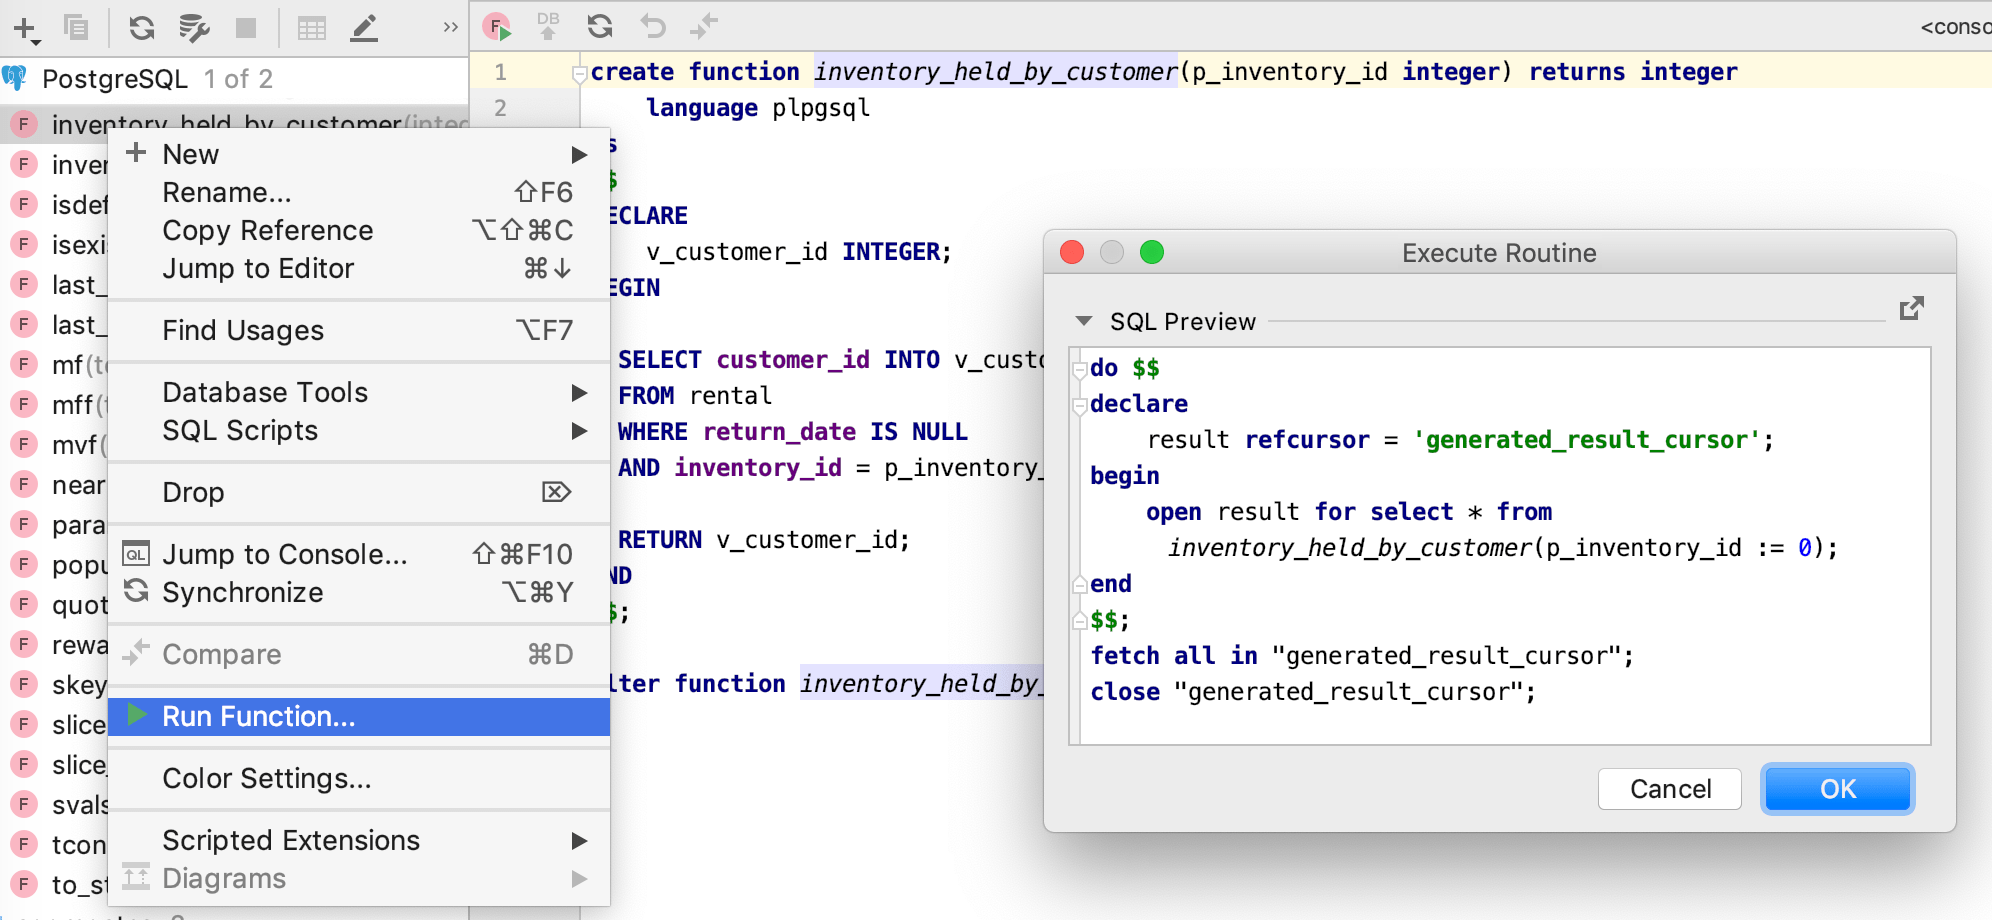 DB
<conso
PostgreSQL 1 of 2
F inventory_held_by_customer(integ
F inver
F isdef
F isexi
F last_
F last_
F mf(t
F mff(
F mvf(
F near
F para
F popu
F quot
F rewa
F skey
F slice
F slice_
F svals
F tcon
F to_st
New
Rename... ⇧F6
Copy Reference ⌥⇧⌘C
Jump to Editor ⌘↓
Find Usages ⌥F7
Database Tools
SQL Scripts
Drop ⌦
QL Jump to Console... ⇧⌘F10
Synchronize ⌥⌘Y
Compare ⌘D
Run Function...
Color Settings...
Scripted Extensions
Diagrams
F
1 create function inventory_held_by_customer(p_inventory_id integer) returns integer
2 language plpgsql
s
$
ECLARE
v_customer_id INTEGER;
EGIN
SELECT customer_id INTO v_custo
FROM rental
WHERE return_date IS NULL
AND inventory_id = p_inventory_
RETURN v_customer_id;
ND
$;
lter function inventory_held_by_
Execute Routine
SQL Preview
do $$
declare
result refcursor = 'generated_result_cursor';
begin
open result for select * from
inventory_held_by_customer(p_inventory_id := 0);
end
$$;
fetch all in "generated_result_cursor";
close "generated_result_cursor";
Cancel
OK